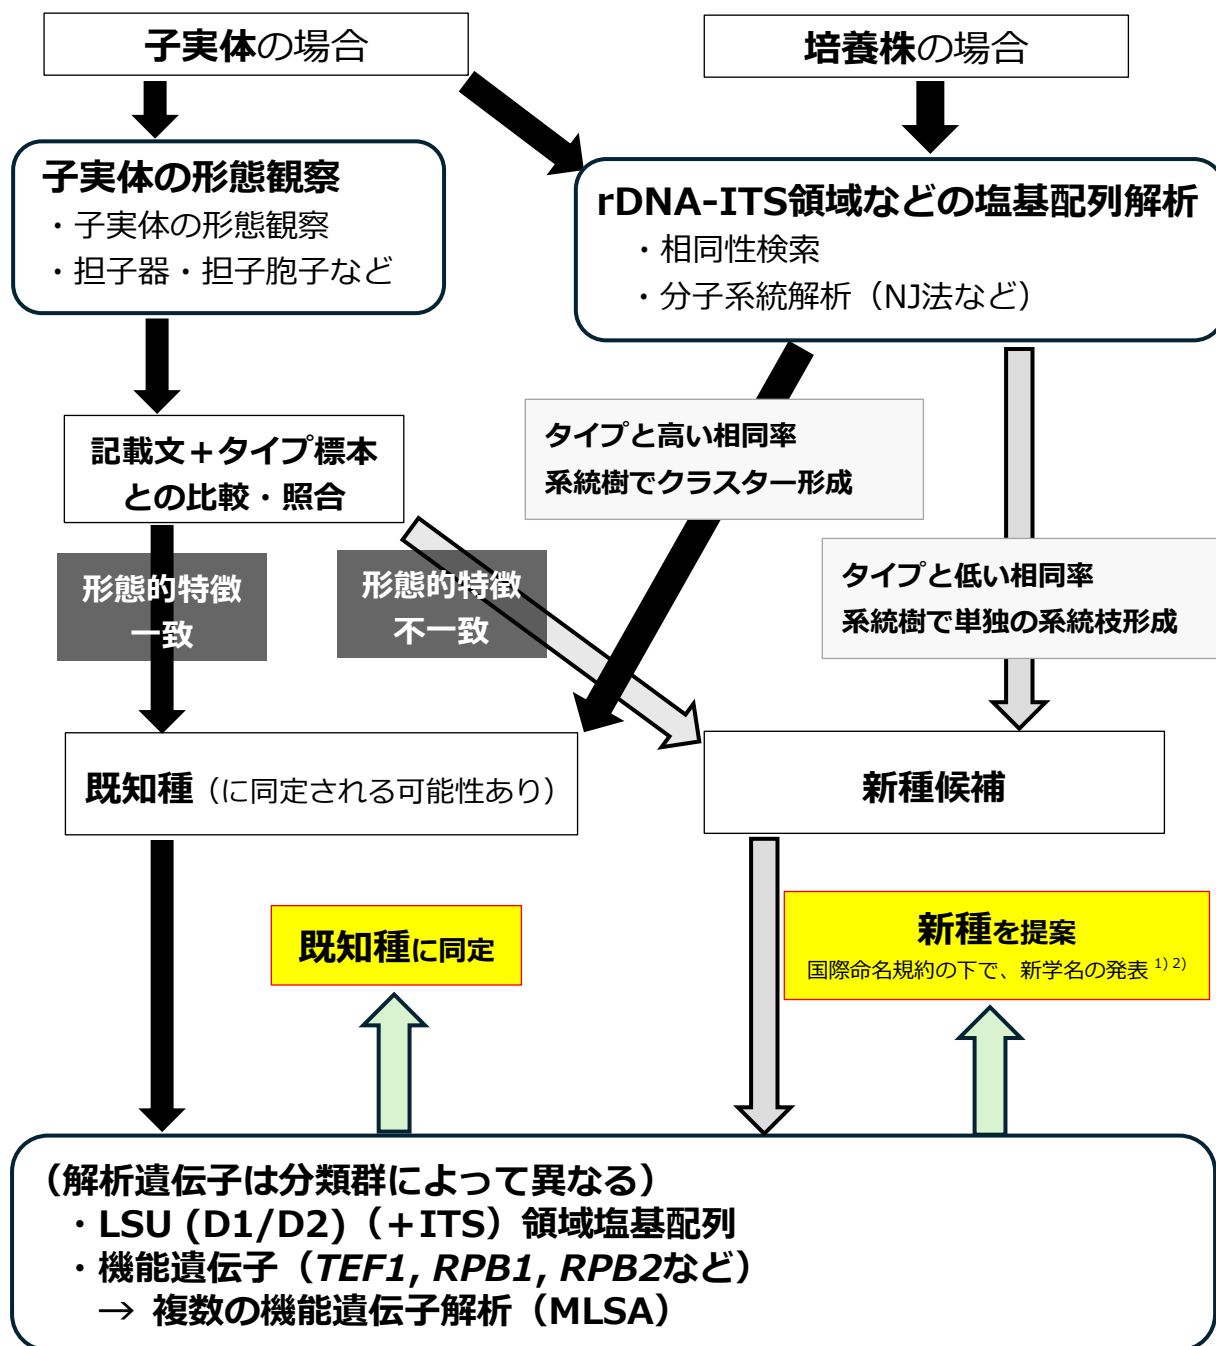 子実体の場合
培養株の場合
子実体の形態観察
・子実体の形態観察
・担子器・担子胞子など
rDNA-ITS領域などの塩基配列解析
・相同性検索
・分子系統解析（NJ法など）
記載文＋タイプ標本
との比較・照合
タイプと高い相同率
系統樹でクラスター形成
形態的特徴
一致
形態的特徴
不一致
タイプと低い相同率
系統樹で単独の系統枝形成
既知種（に同定される可能性あり）
新種候補
既知種に同定
新種を提案
国際命名規約の下で、新学名の発表 1) 2)
（解析遺伝子は分類群によって異なる）
・LSU (D1/D2)（＋ITS）領域塩基配列
・機能遺伝子（TEF1, RPB1, RPB2など）
→ 複数の機能遺伝子解析（MLSA）